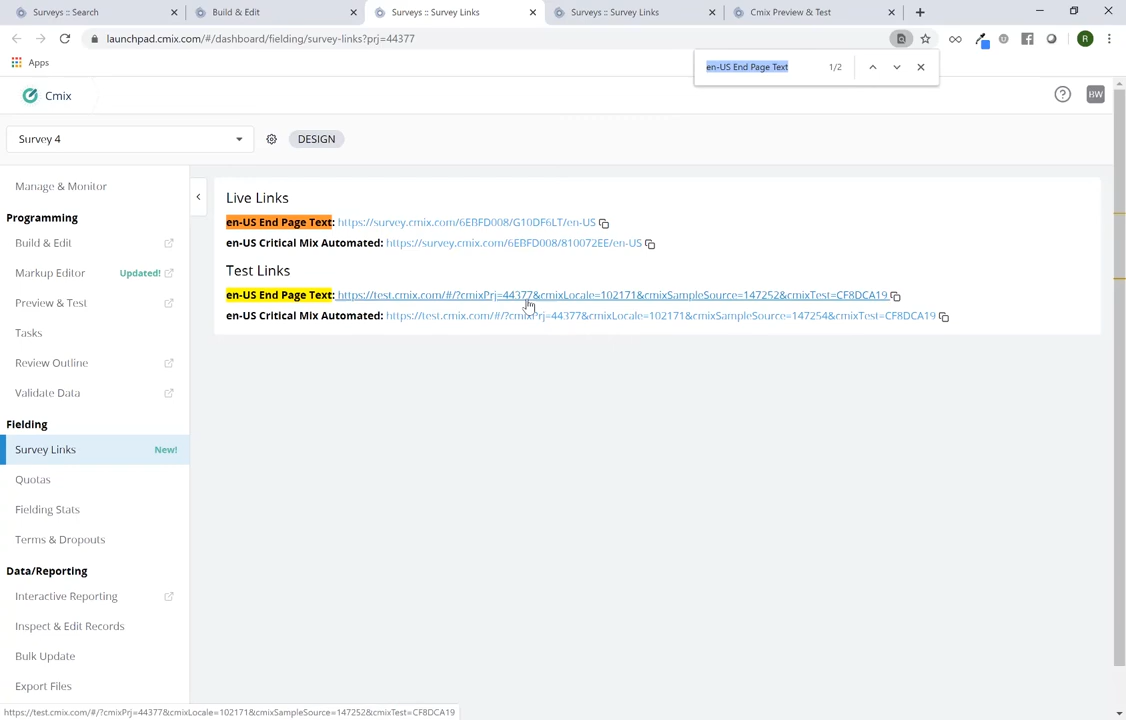 Surveys :: Search
Build & Edit
Surveys :: Survey Links
Surveys :: Survey Links
Cmix Preview & Test
launchpad.cmix.com/#/dashboard/fielding/survey-links?prj=44377
R
Apps
en-US End Page Text 1/2
Cmix
BW
Survey 4
DESIGN
Manage & Monitor
Programming
Build & Edit
Markup Editor Updated!
Preview & Test
Tasks
Review Outline
Validate Data
Fielding
Survey Links New!
Quotas
Fielding Stats
Terms & Dropouts
Data/Reporting
Interactive Reporting
Inspect & Edit Records
Bulk Update
Export Files
Live Links
en-US End Page Text: https://survey.cmix.com/6EBFD008/G10DF6LT/en-US
en-US Critical Mix Automated: https://survey.cmix.com/6EBFD008/810072EE/en-US
Test Links
en-US End Page Text: https://test.cmix.com/#/?cmixPrj=44377&cmixLocale=102171&cmixSampleSource=147252&cmixTest=CF8DCA19
en-US Critical Mix Automated: https://test.cmix.com/#/?cmixPrj=44377&cmixLocale=102171&cmixSampleSource=147254&cmixTest=CF8DCA19
https://test.cmix.com/#/?cmixPrj=44377&cmixLocale=102171&cmixSampleSource=147252&cmixTest=CF8DCA19